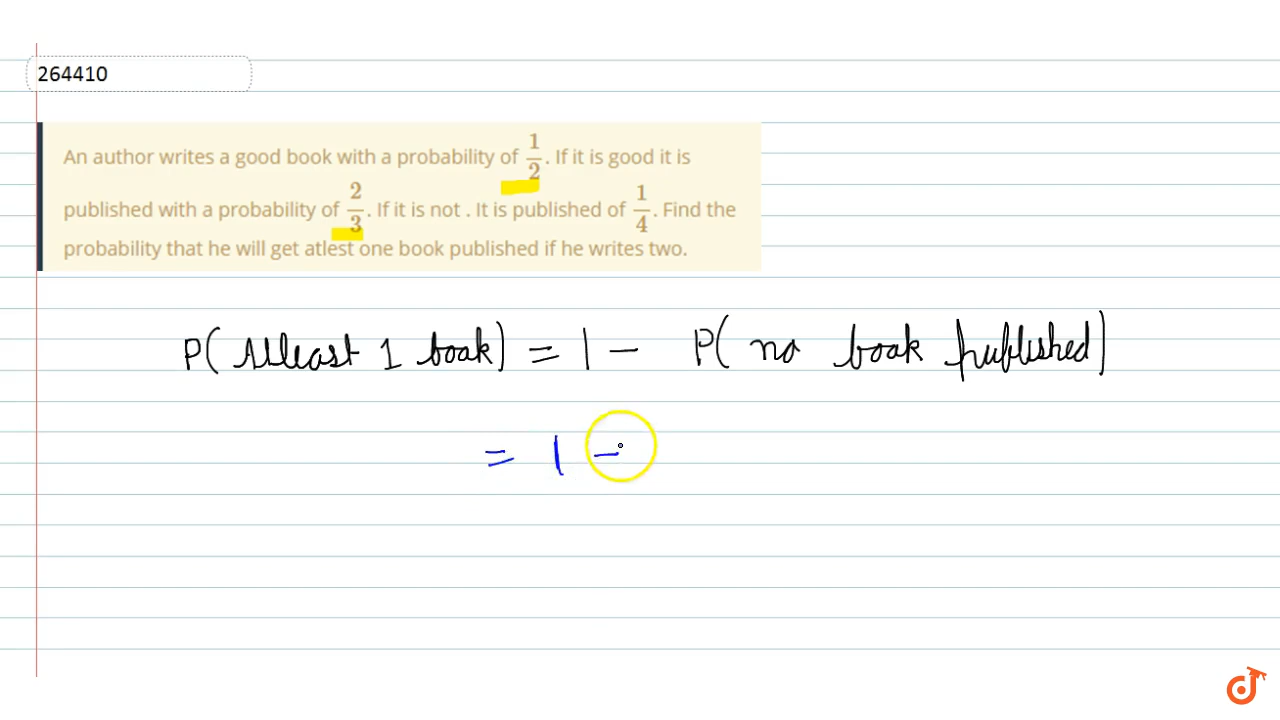 264410
An author writes a good book with a probability of 1/2. If it is good it is
published with a probability of 2/3. If it is not . It is published of 1/4. Find the
probability that he will get atlest one book published if he writes two.
P(Atleast 1 book) = 1 - P( no book published)
= 1 -